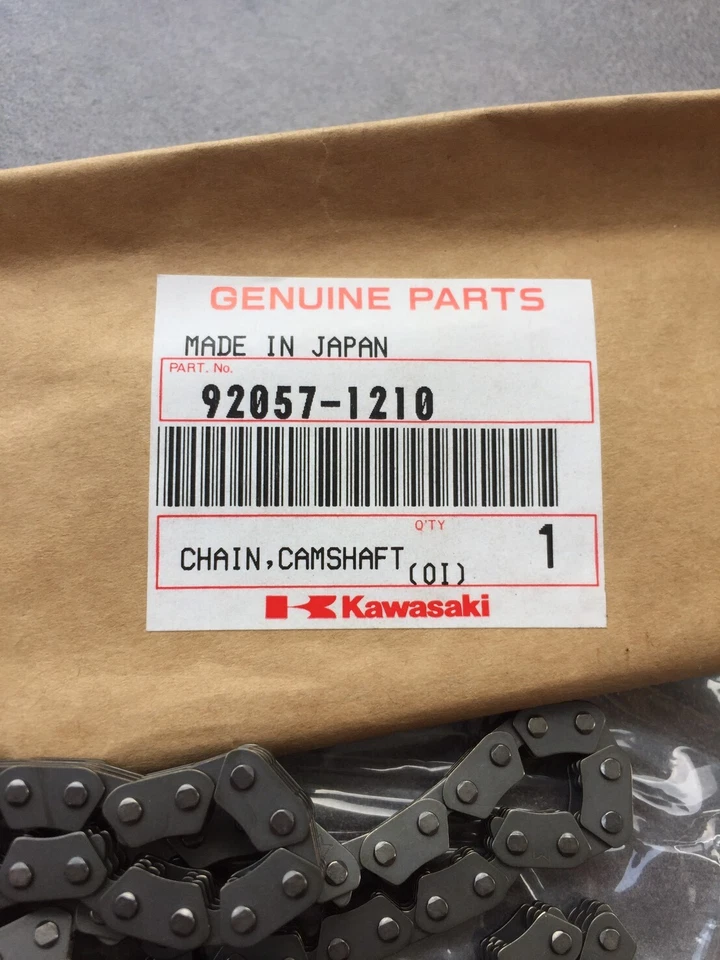 GENUINE PARTS
MADE IN JAPAN
PART. No.
92057-1210
Q'TY
1
CHAIN,CAMSHAFT(OI)
Kawasaki